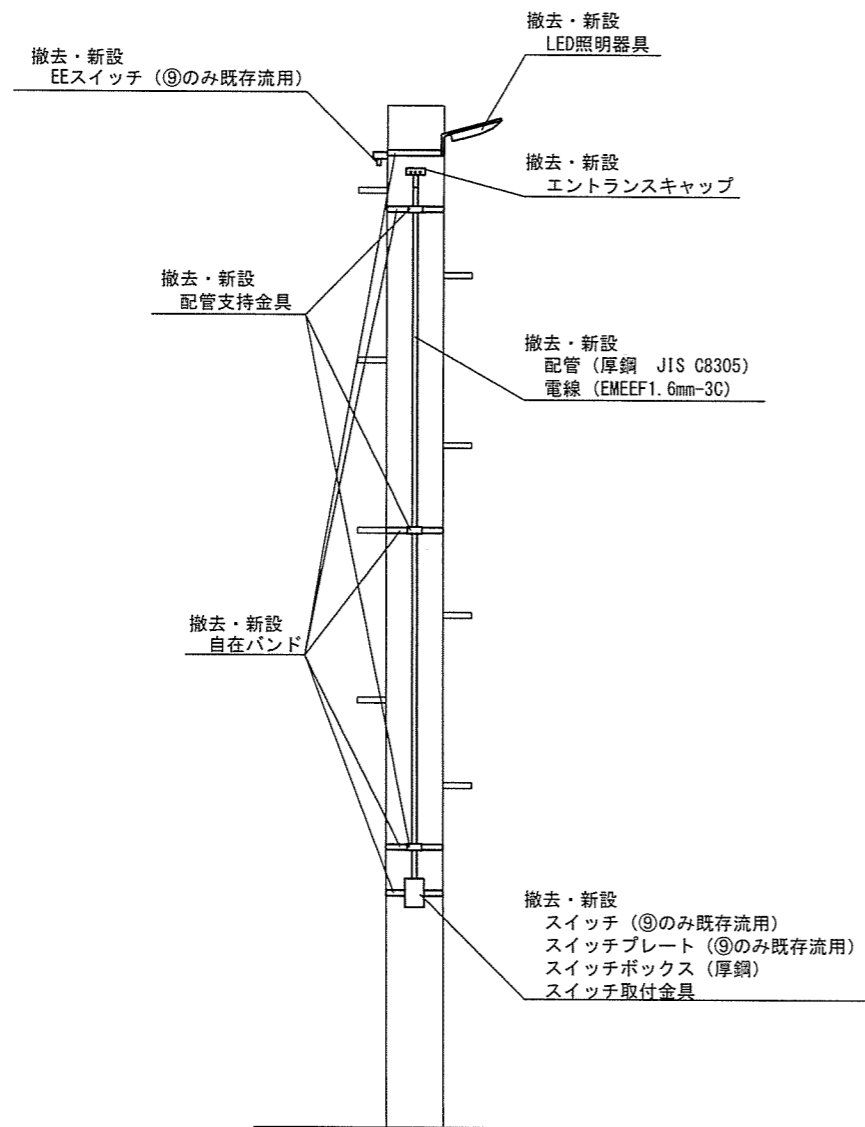 撤去・新設
LED照明器具
撤去・新設
EEスイッチ（⑨のみ既存流用）
撤去・新設
エントランスキャップ
撤去・新設
配管支持金具
撤去・新設
配管（厚鋼　JIS C8305）
電線（EMEEF1.6mm-3C）
撤去・新設
自在バンド
撤去・新設
スイッチ（⑨のみ既存流用）
スイッチプレート（⑨のみ既存流用）
スイッチボックス（厚鋼）
スイッチ取付金具